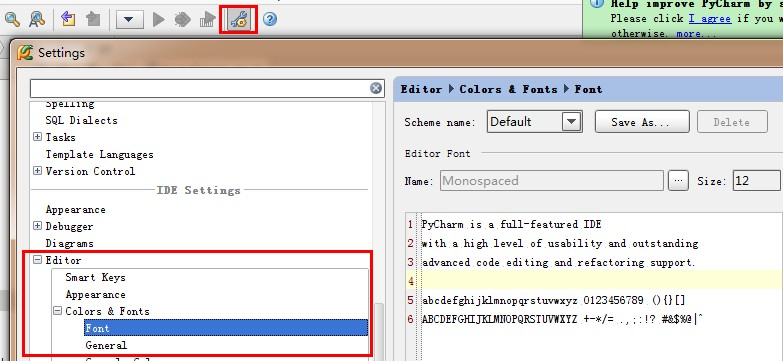 Help improve PyCharm by s
Please click I agree if you w
otherwise. more...
Settings
Spelling
SQL Dialects
Tasks
Template Languages
Version Control
IDE Settings
Appearance
Debugger
Diagrams
Editor
Smart Keys
Appearance
Colors & Fonts
Font
General
Editor ▸ Colors & Fonts ▸ Font
Scheme name: Default Save As... Delete
Editor Font
Name: Monospaced ... Size: 12
1 PyCharm is a full-featured IDE
2 with a high level of usability and outstanding
3 advanced code editing and refactoring support.
4
5 abcdefghijklmnopqrstuvwxyz 0123456789 (){}[]
6 ABCDEFGHIJKLMNOPQRSTUVWXYZ +-*/= .,;:!? #&$%@|^